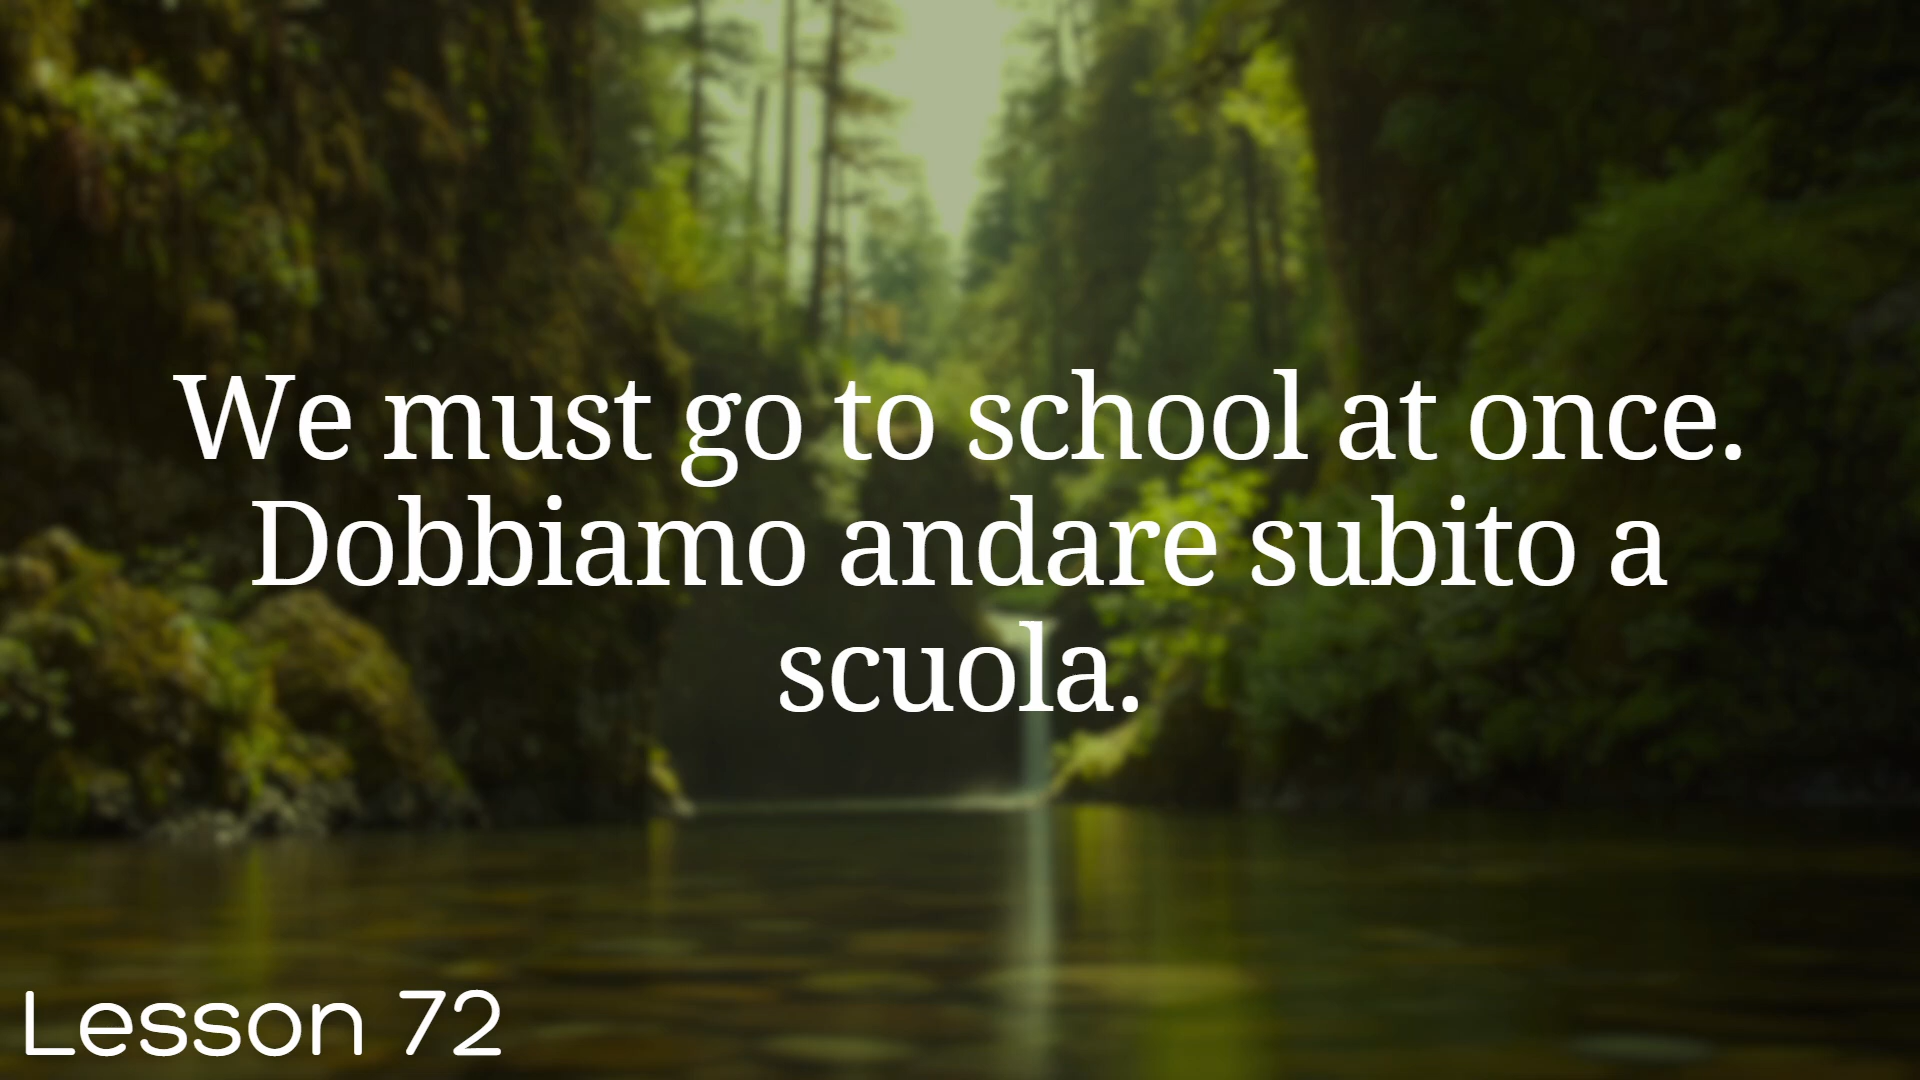 We must go to school at once.
Dobbiamo andare subito a
scuola.
Lesson 72